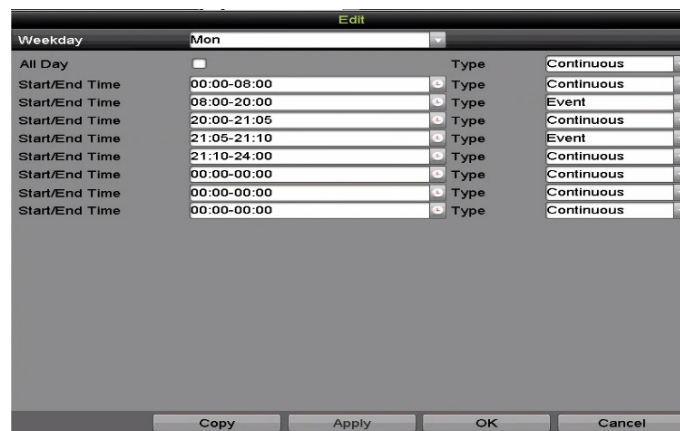 Edit
Weekday Mon
All Day Type Continuous
Start/End Time 00:00-08:00 Type Continuous
Start/End Time 08:00-20:00 Type Event
Start/End Time 20:00-21:05 Type Continuous
Start/End Time 21:05-21:10 Type Event
Start/End Time 21:10-24:00 Type Continuous
Start/End Time 00:00-00:00 Type Continuous
Start/End Time 00:00-00:00 Type Continuous
Start/End Time 00:00-00:00 Type Continuous
Copy Apply OK Cancel